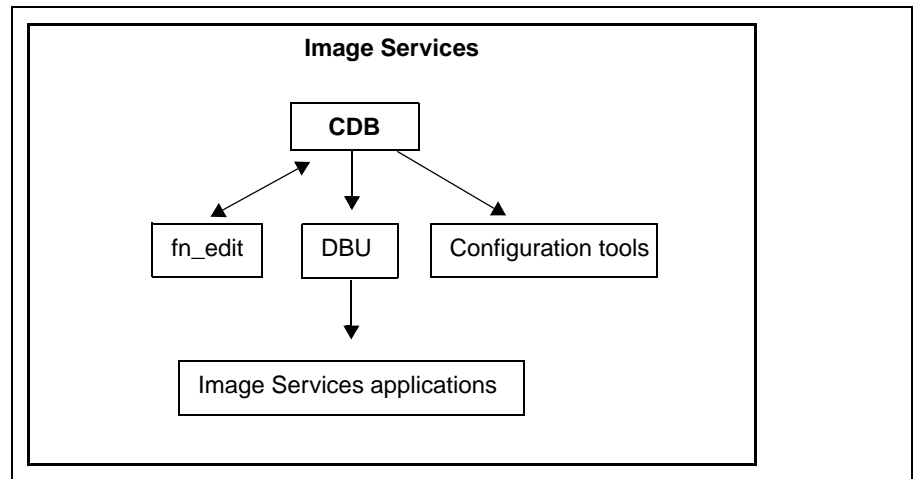 Image Services
CDB
fn_edit DBU Configuration tools
Image Services applications